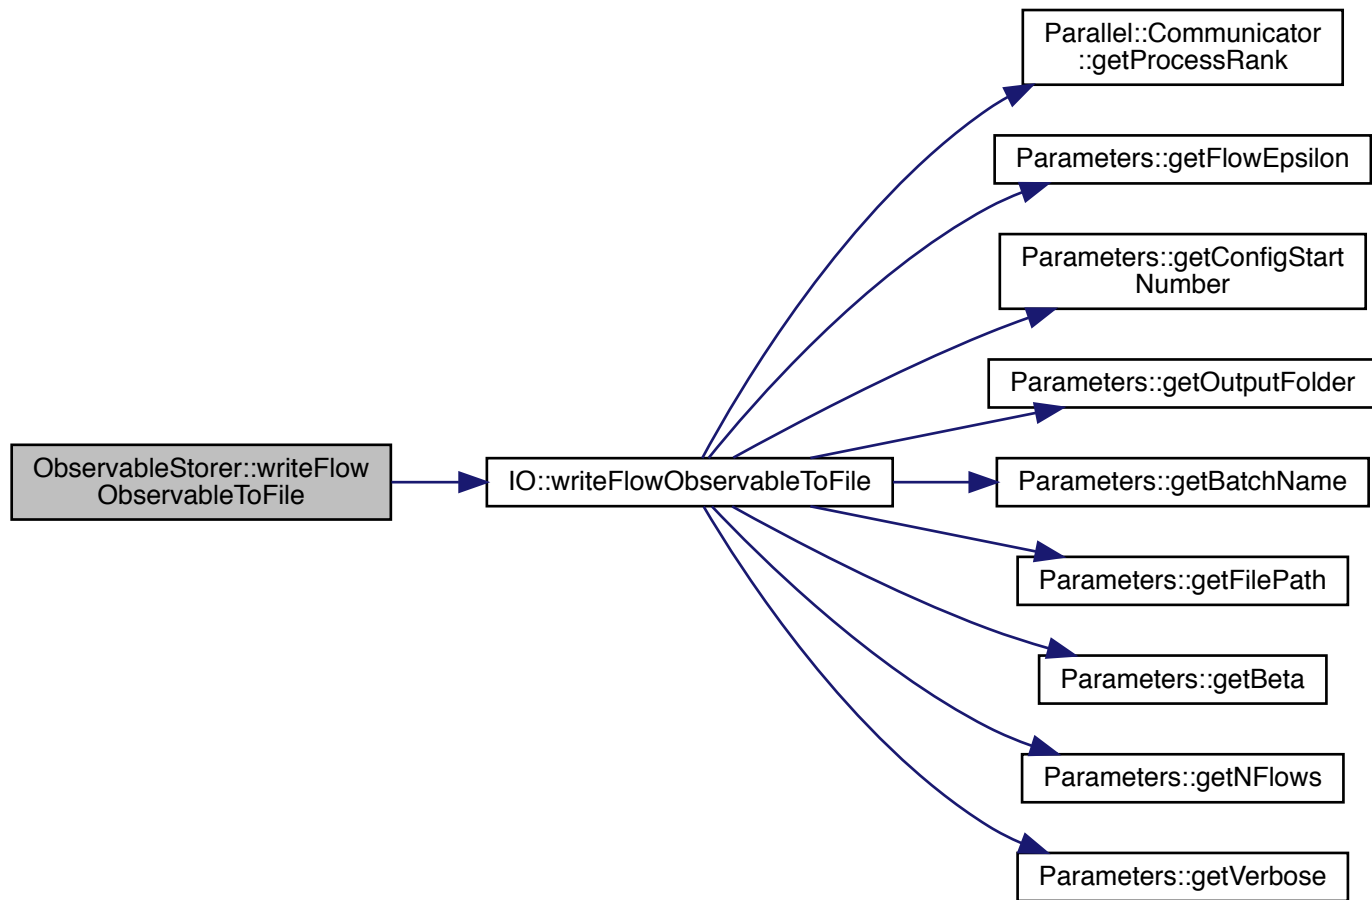 ObservableStorer::writeFlow
ObservableToFile
IO::writeFlowObservableToFile
Parallel::Communicator
::getProcessRank
Parameters::getFlowEpsilon
Parameters::getConfigStart
Number
Parameters::getOutputFolder
Parameters::getBatchName
Parameters::getFilePath
Parameters::getBeta
Parameters::getNFlows
Parameters::getVerbose